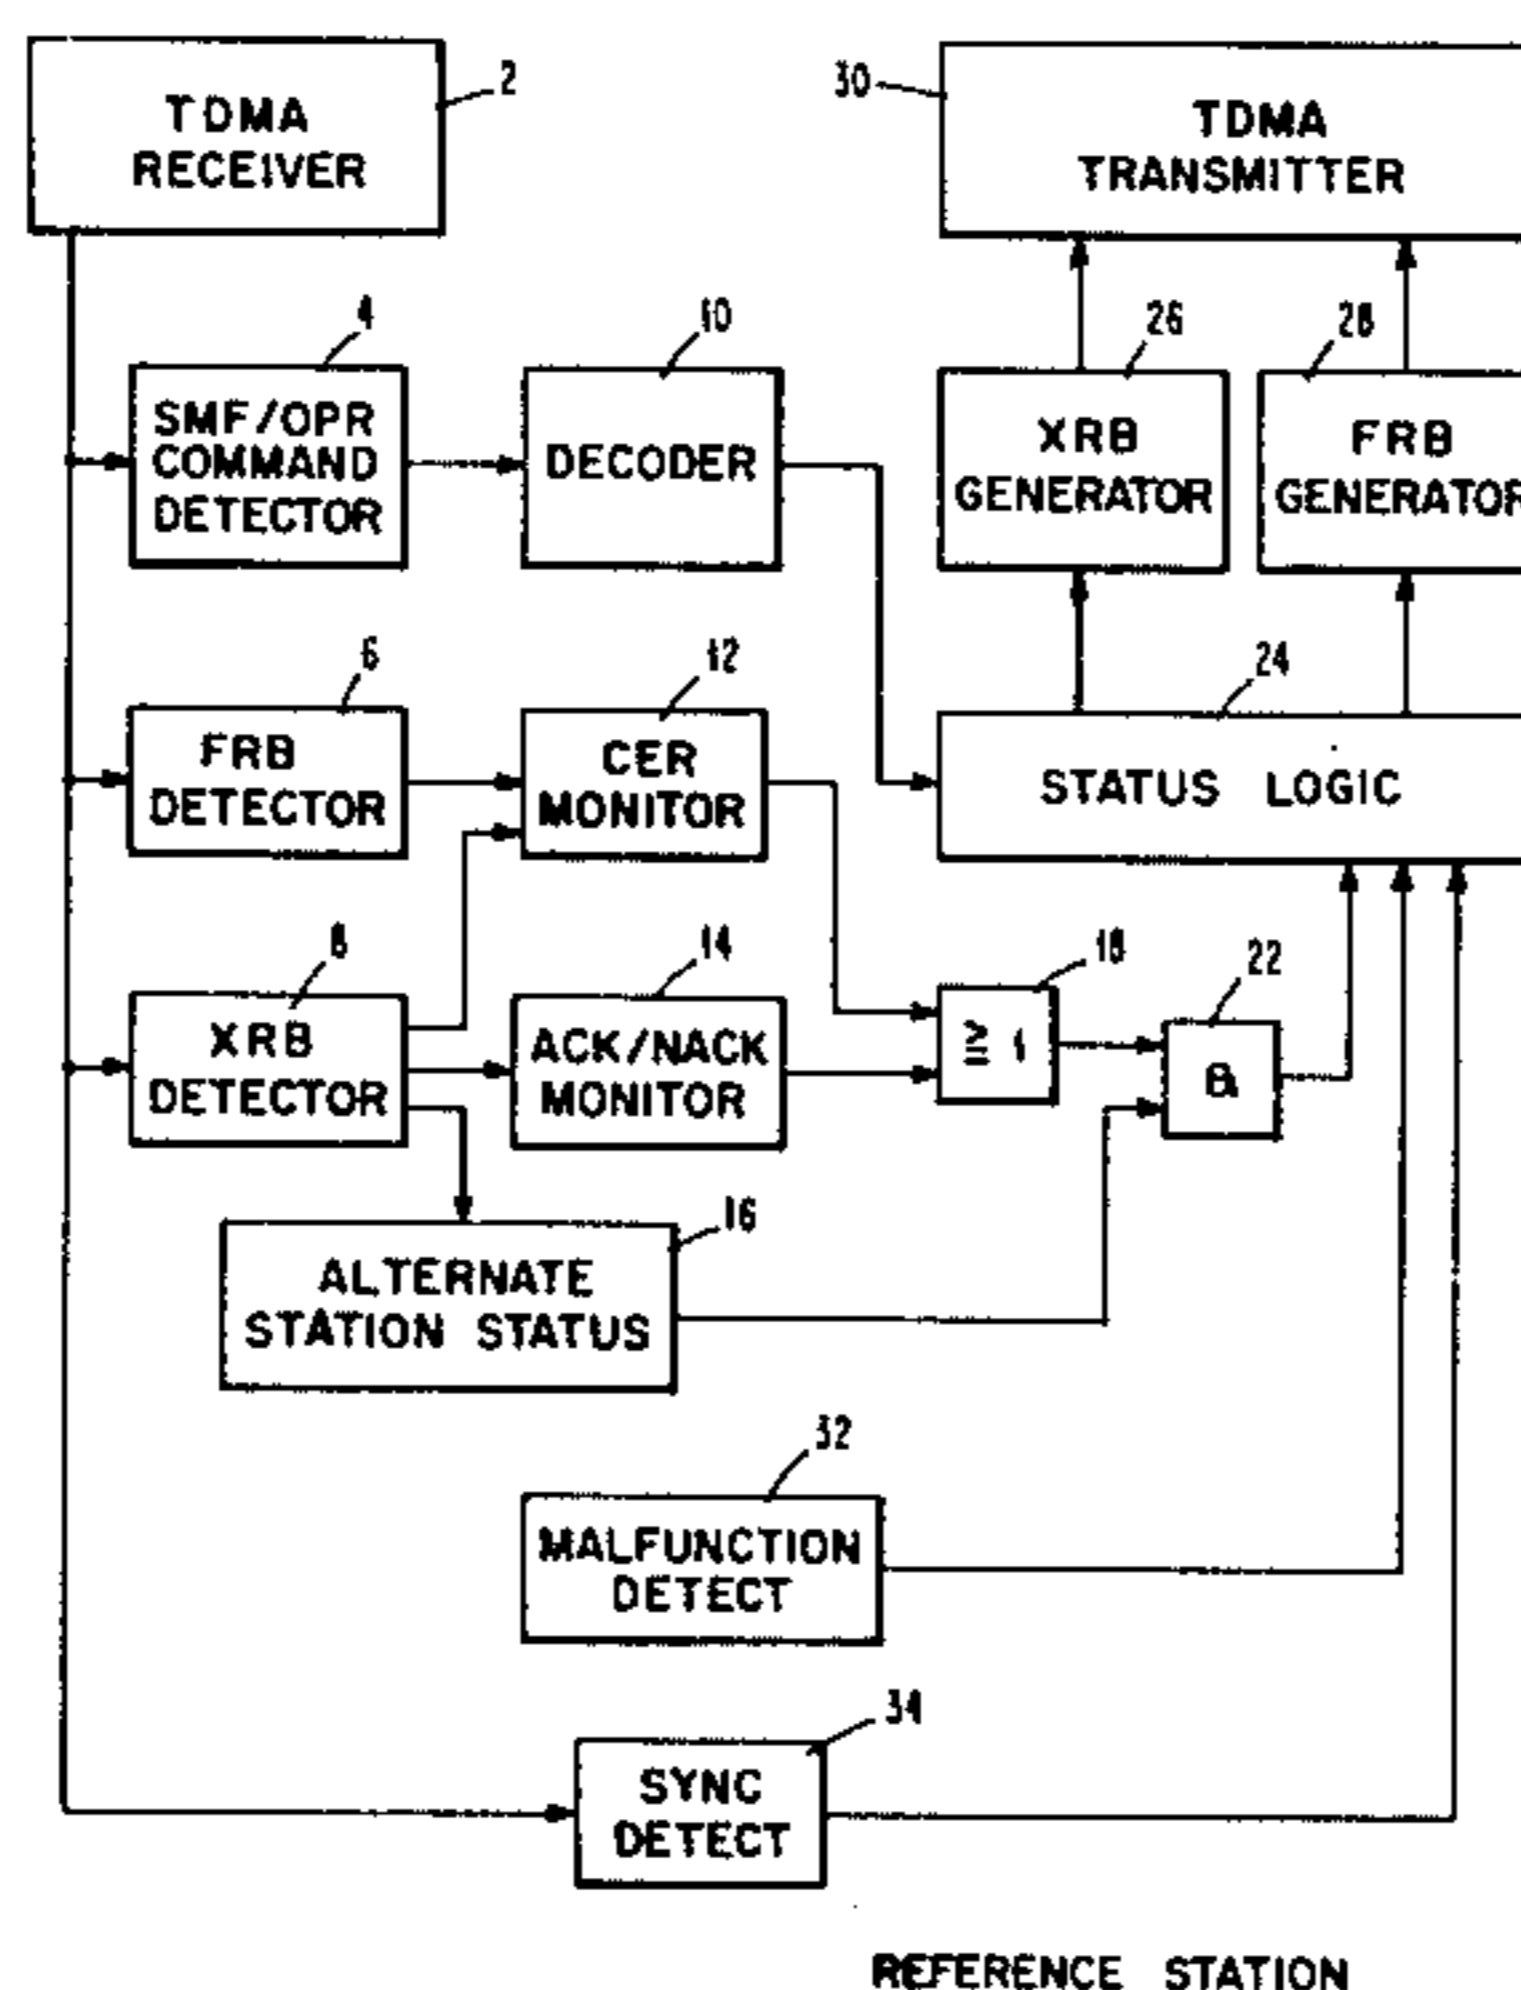 TDMA
RECEIVER
2
30
TDMA
TRANSMITTER
4
10
26
28
SMF/OPR
COMMAND
DETECTOR
DECODER
XRB
GENERATOR
FRB
GENERATOR
6
12
24
FRB
DETECTOR
CER
MONITOR
STATUS LOGIC
8
14
18
22
XRB
DETECTOR
ACK/NACK
MONITOR
≧ 1
&
16
ALTERNATE
STATION STATUS
32
MALFUNCTION
DETECT
34
SYNC
DETECT
REFERENCE STATION